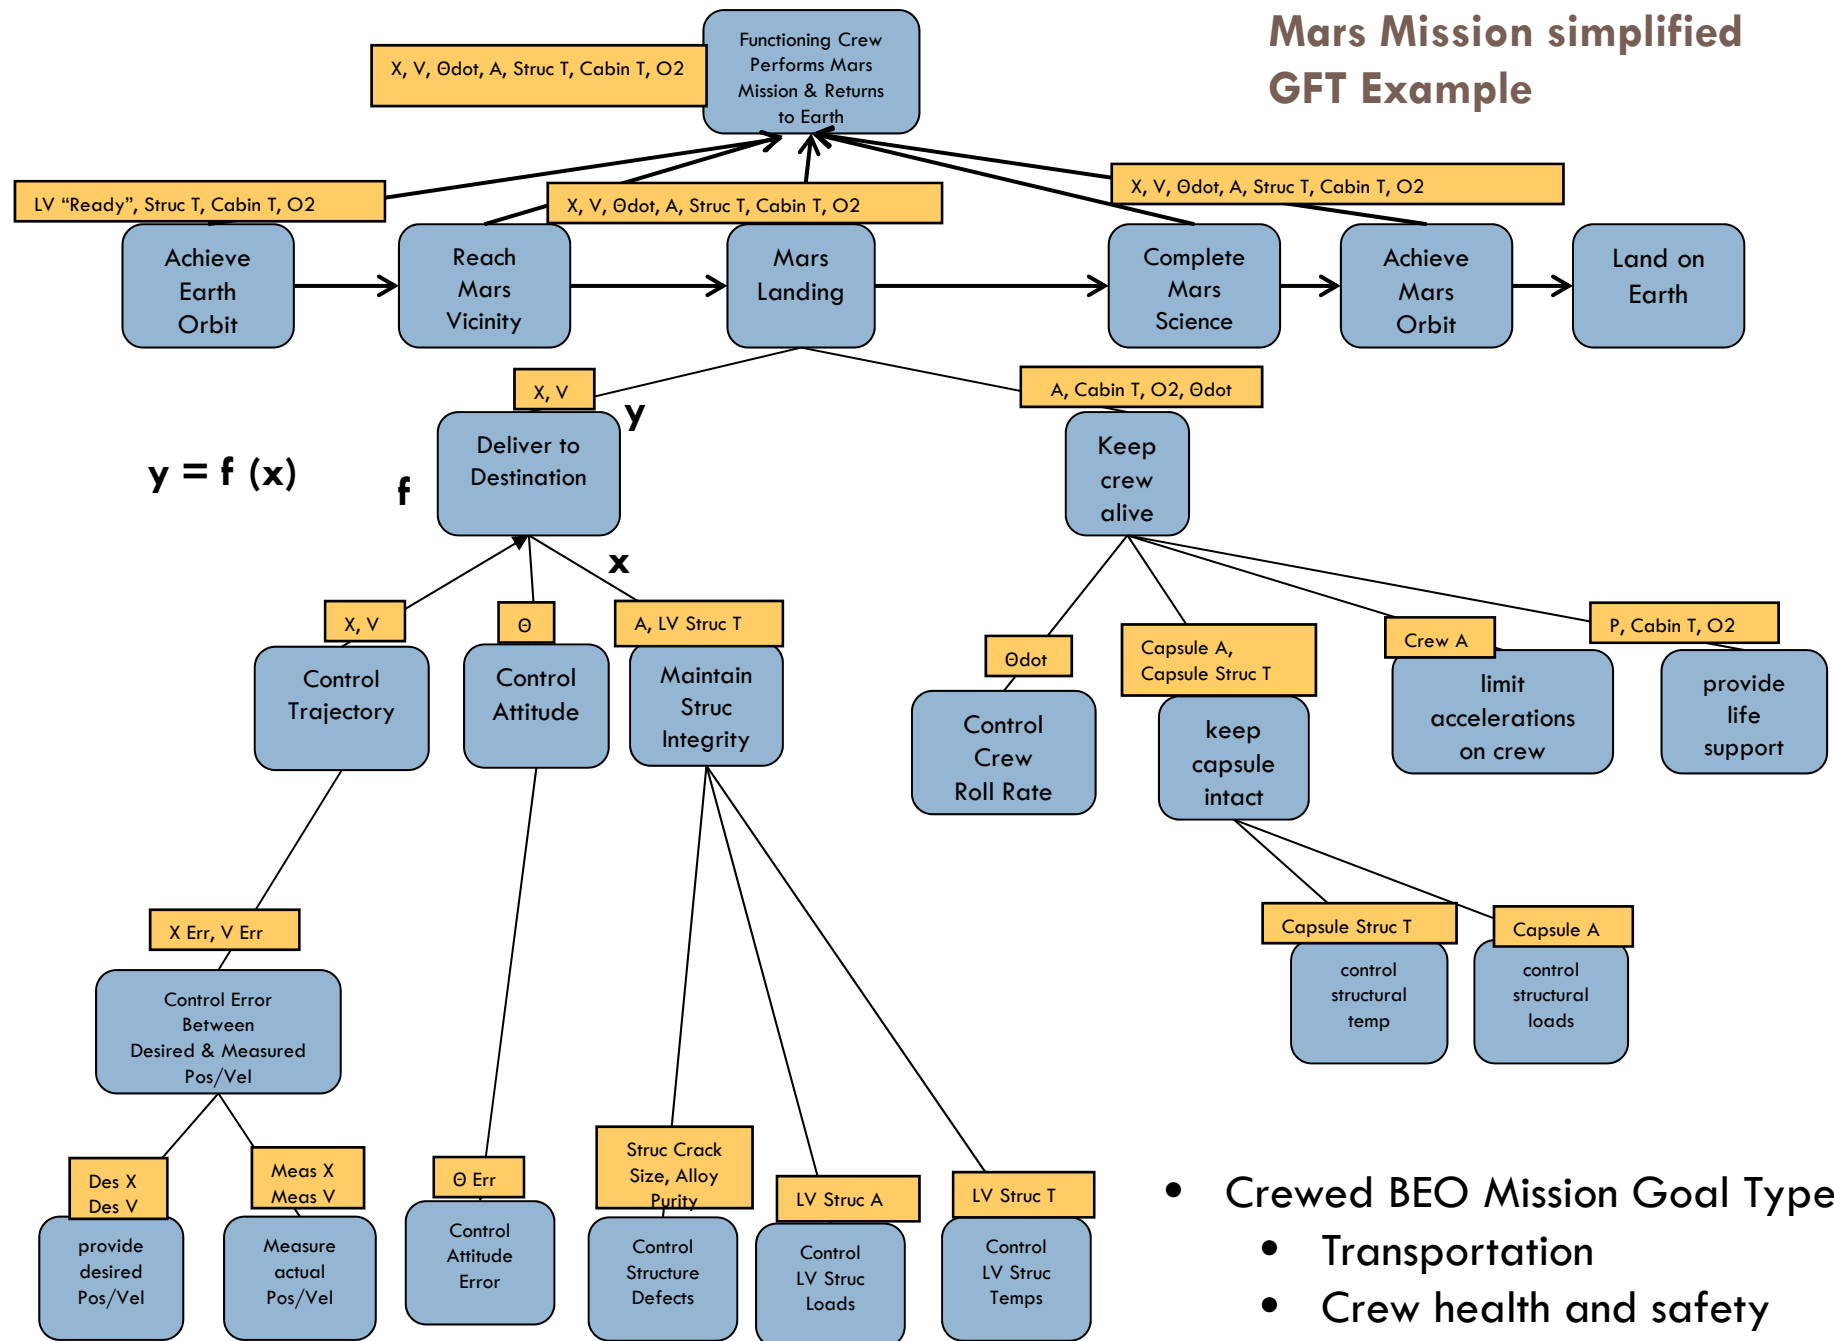 Mars Mission simplified
GFT Example
Functioning Crew
Performs Mars
Mission & Returns
to Earth
X, V, Θdot, A, Struc T, Cabin T, O2
LV “Ready”, Struc T, Cabin T, O2
X, V, Θdot, A, Struc T, Cabin T, O2
X, V, Θdot, A, Struc T, Cabin T, O2
Achieve
Earth
Orbit
Reach
Mars
Vicinity
Mars
Landing
Complete
Mars
Science
Achieve
Mars
Orbit
Land on
Earth
X, V
y
A, Cabin T, O2, Θdot
y = f (x)
f
Deliver to
Destination
x
Keep
crew
alive
X, V
Θ
A, LV Struc T
Control
Trajectory
Control
Attitude
Maintain
Struc
Integrity
Θdot
Capsule A,
Capsule Struc T
Crew A
P, Cabin T, O2
Control
Crew
Roll Rate
keep
capsule
intact
limit
accelerations
on crew
provide
life
support
X Err, V Err
Control Error
Between
Desired & Measured
Pos/Vel
Capsule Struc T
Capsule A
control
structural
temp
control
structural
loads
Des X
Des V
Meas X
Meas V
Θ Err
Struc Crack
Size, Alloy
Purity
LV Struc A
LV Struc T
provide
desired
Pos/Vel
Measure
actual
Pos/Vel
Control
Attitude
Error
Control
Structure
Defects
Control
LV Struc
Loads
Control
LV Struc
Temps
• Crewed BEO Mission Goal Type
• Transportation
• Crew health and safety